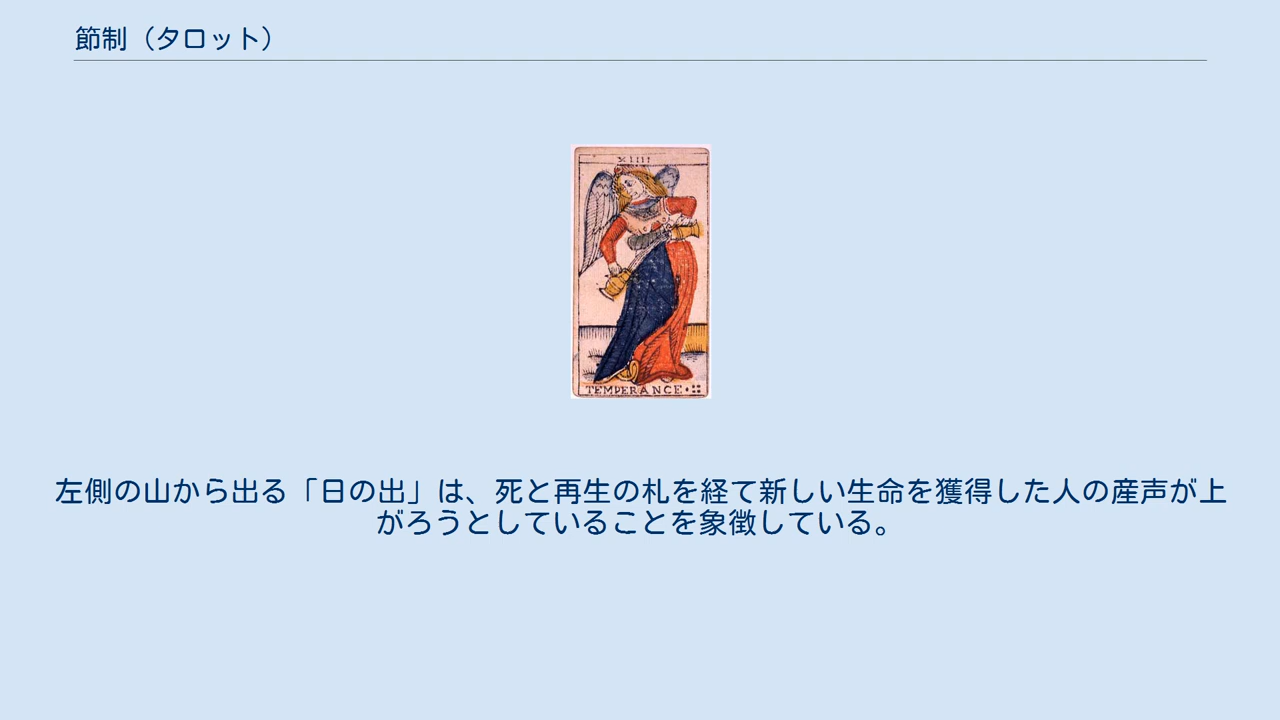 節制（タロット）
XIIII
TEMPERANCE
左側の山から出る「日の出」は、死と再生の札を経て新しい生命を獲得した人の産声が上
がろうとしていることを象徴している。